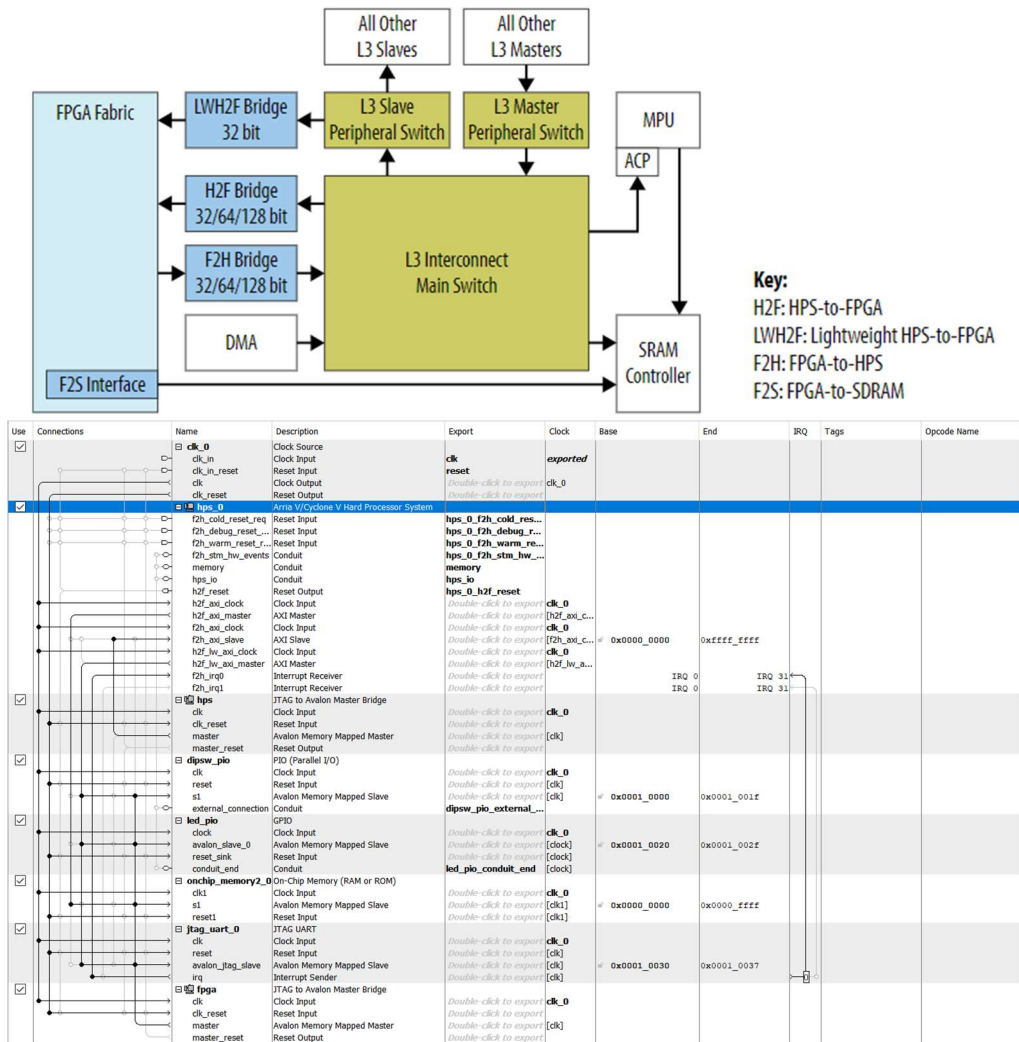 All Other
L3 Slaves
All Other
L3 Masters
FPGA Fabric
LWH2F Bridge
32 bit
L3 Slave
Peripheral Switch
L3 Master
Peripheral Switch
MPU
ACP
H2F Bridge
32/64/128 bit
F2H Bridge
32/64/128 bit
L3 Interconnect
Main Switch
DMA
F2S Interface
SRAM
Controller
Key:
H2F: HPS-to-FPGA
LWH2F: Lightweight HPS-to-FPGA
F2H: FPGA-to-HPS
F2S: FPGA-to-SDRAM
Use Connections Name Description Export Clock Base End IRQ Tags Opcode Name
clk_0 Clock Source
clk_in Clock Input clk exported
clk_in_reset Reset Input reset
clk Clock Output Double-click to export clk_0
clk_reset Reset Output Double-click to export
hps_0 Arria V/Cyclone V Hard Processor System
f2h_cold_reset_req Reset Input hps_0_f2h_cold_res...
f2h_debug_reset_... Reset Input hps_0_f2h_debug_r...
f2h_warm_reset_r... Reset Input hps_0_f2h_warm_re...
f2h_stm_hw_events Conduit hps_0_f2h_stm_hw_...
memory Conduit memory
hps_io Conduit hps_io
h2f_reset Reset Output hps_0_h2f_reset
h2f_axi_clock Clock Input Double-click to export clk_0
h2f_axi_master AXI Master Double-click to export [h2f_axi_c...
f2h_axi_clock Clock Input Double-click to export clk_0
f2h_axi_slave AXI Slave Double-click to export [f2h_axi_c... 0x0000_0000 0xffff_ffff
h2f_lw_axi_clock Clock Input Double-click to export clk_0
h2f_lw_axi_master AXI Master Double-click to export [h2f_lw_a...
f2h_irq0 Interrupt Receiver Double-click to export IRQ 0 IRQ 31
f2h_irq1 Interrupt Receiver Double-click to export IRQ 0 IRQ 31
hps JTAG to Avalon Master Bridge
clk Clock Input Double-click to export clk_0
clk_reset Reset Input Double-click to export
master Avalon Memory Mapped Master Double-click to export [clk]
master_reset Reset Output Double-click to export
dipsw_pio PIO (Parallel I/O)
clk Clock Input Double-click to export clk_0
reset Reset Input Double-click to export [clk]
s1 Avalon Memory Mapped Slave Double-click to export [clk] 0x0001_0000 0x0001_001f
external_connection Conduit dipsw_pio_external_...
led_pio GPIO
clock Clock Input Double-click to export clk_0
avalon_slave_0 Avalon Memory Mapped Slave Double-click to export [clock] 0x0001_0020 0x0001_002f
reset_sink Reset Input Double-click to export [clock]
conduit_end Conduit led_pio_conduit_end [clock]
onchip_memory2_0 On-Chip Memory (RAM or ROM)
clk1 Clock Input Double-click to export clk_0
s1 Avalon Memory Mapped Slave Double-click to export [clk1] 0x0000_0000 0x0000_ffff
reset1 Reset Input Double-click to export [clk1]
jtag_uart_0 JTAG UART
clk Clock Input Double-click to export clk_0
reset Reset Input Double-click to export [clk]
avalon_jtag_slave Avalon Memory Mapped Slave Double-click to export [clk] 0x0001_0030 0x0001_0037
irq Interrupt Sender Double-click to export [clk] 0
fpga JTAG to Avalon Master Bridge
clk Clock Input Double-click to export clk_0
clk_reset Reset Input Double-click to export
master Avalon Memory Mapped Master Double-click to export [clk]
master_reset Reset Output Double-click to export